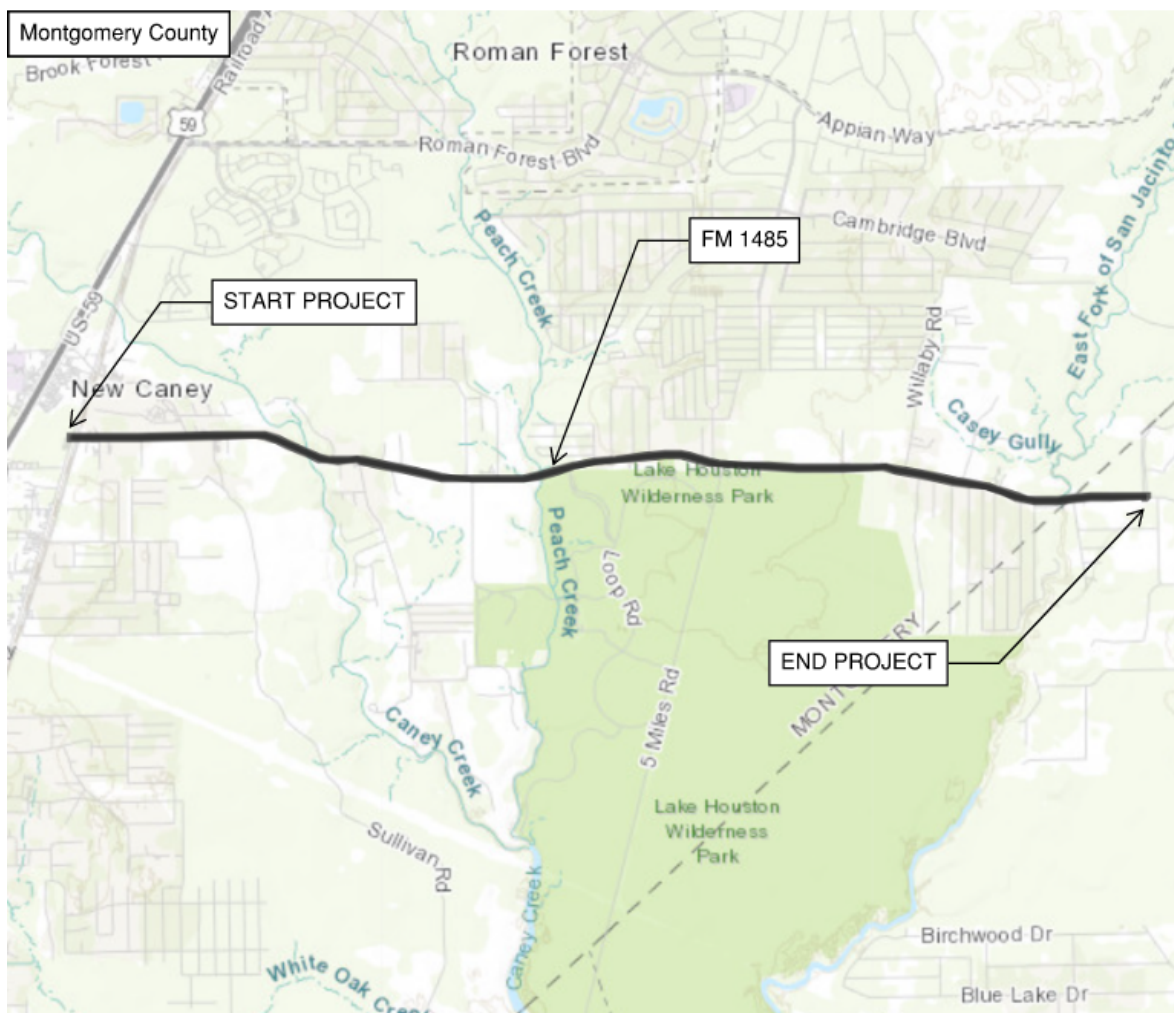 Montgomery County
Roman Forest
Brook Forest
Railroad
59
Roman Forest Blvd
Appian Way
Peach Creek
Cambridge Blvd
FM 1485
East Fork of San Jacinto
START PROJECT
US-59
Willaby Rd
New Caney
Casey Gully
Lake Houston
Wilderness Park
Peach Creek
Loop Rd
END PROJECT
MONTGOMERY
5 Miles Rd
Caney Creek
Lake Houston
Wilderness
Park
Sullivan
Rd
Caney Creek
Birchwood Dr
White Oak Cree
Blue Lake Dr